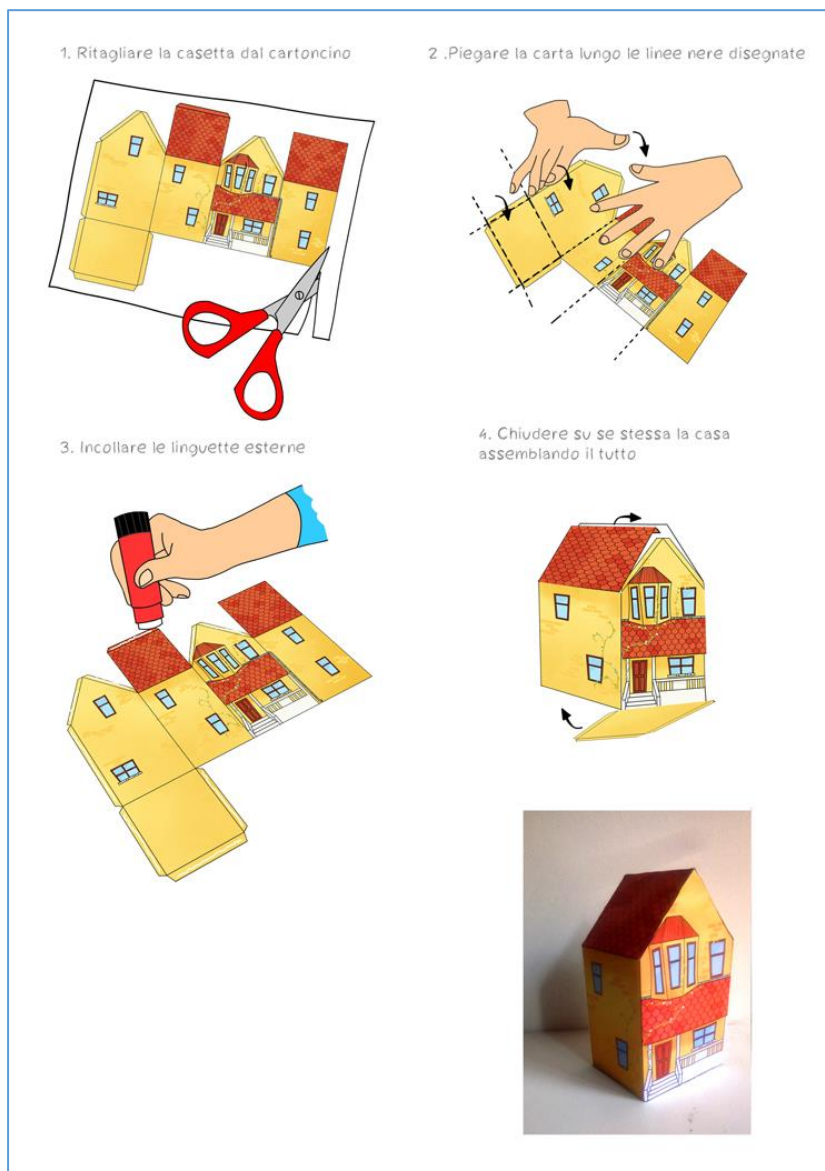 1. Ritagliare la casetta dal cartoncino
2 .Piegare la carta lungo le linee nere disegnate
3. Incollare le linguette esterne
4. Chiudere su se stessa la casa
assemblando il tutto